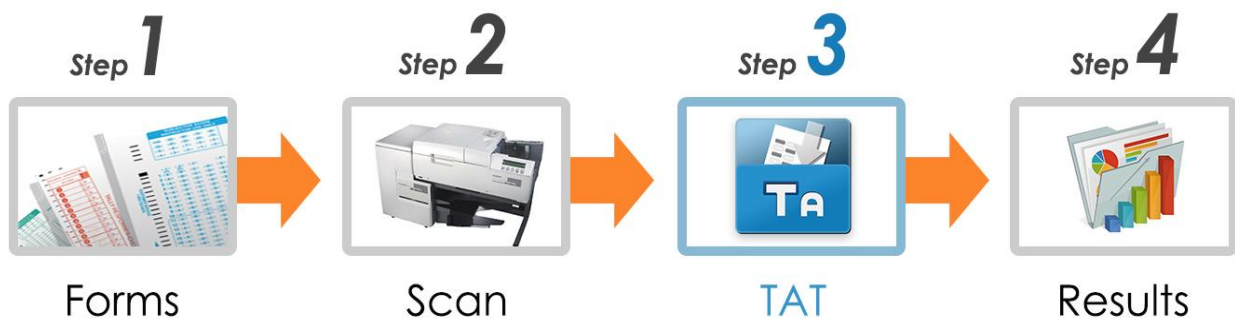 Step 1
Step 2
Step 3
Step 4
TA
Forms
Scan
TAT
Results